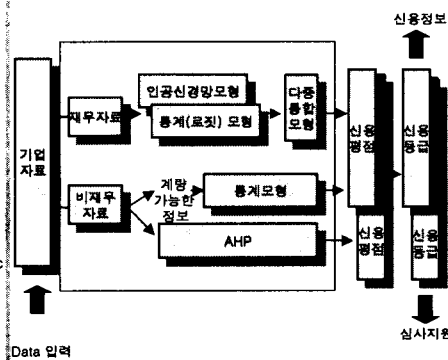 신용정보
인공신경망모형
다중
통합
모형
재무자료
통계(로짓) 모형
신용
평점
신용
등급
기업
자료
비재무
자료
계량
가능한
정보
통계모형
AHP
신용
평점
신용
등급
심사지원
Data 입력